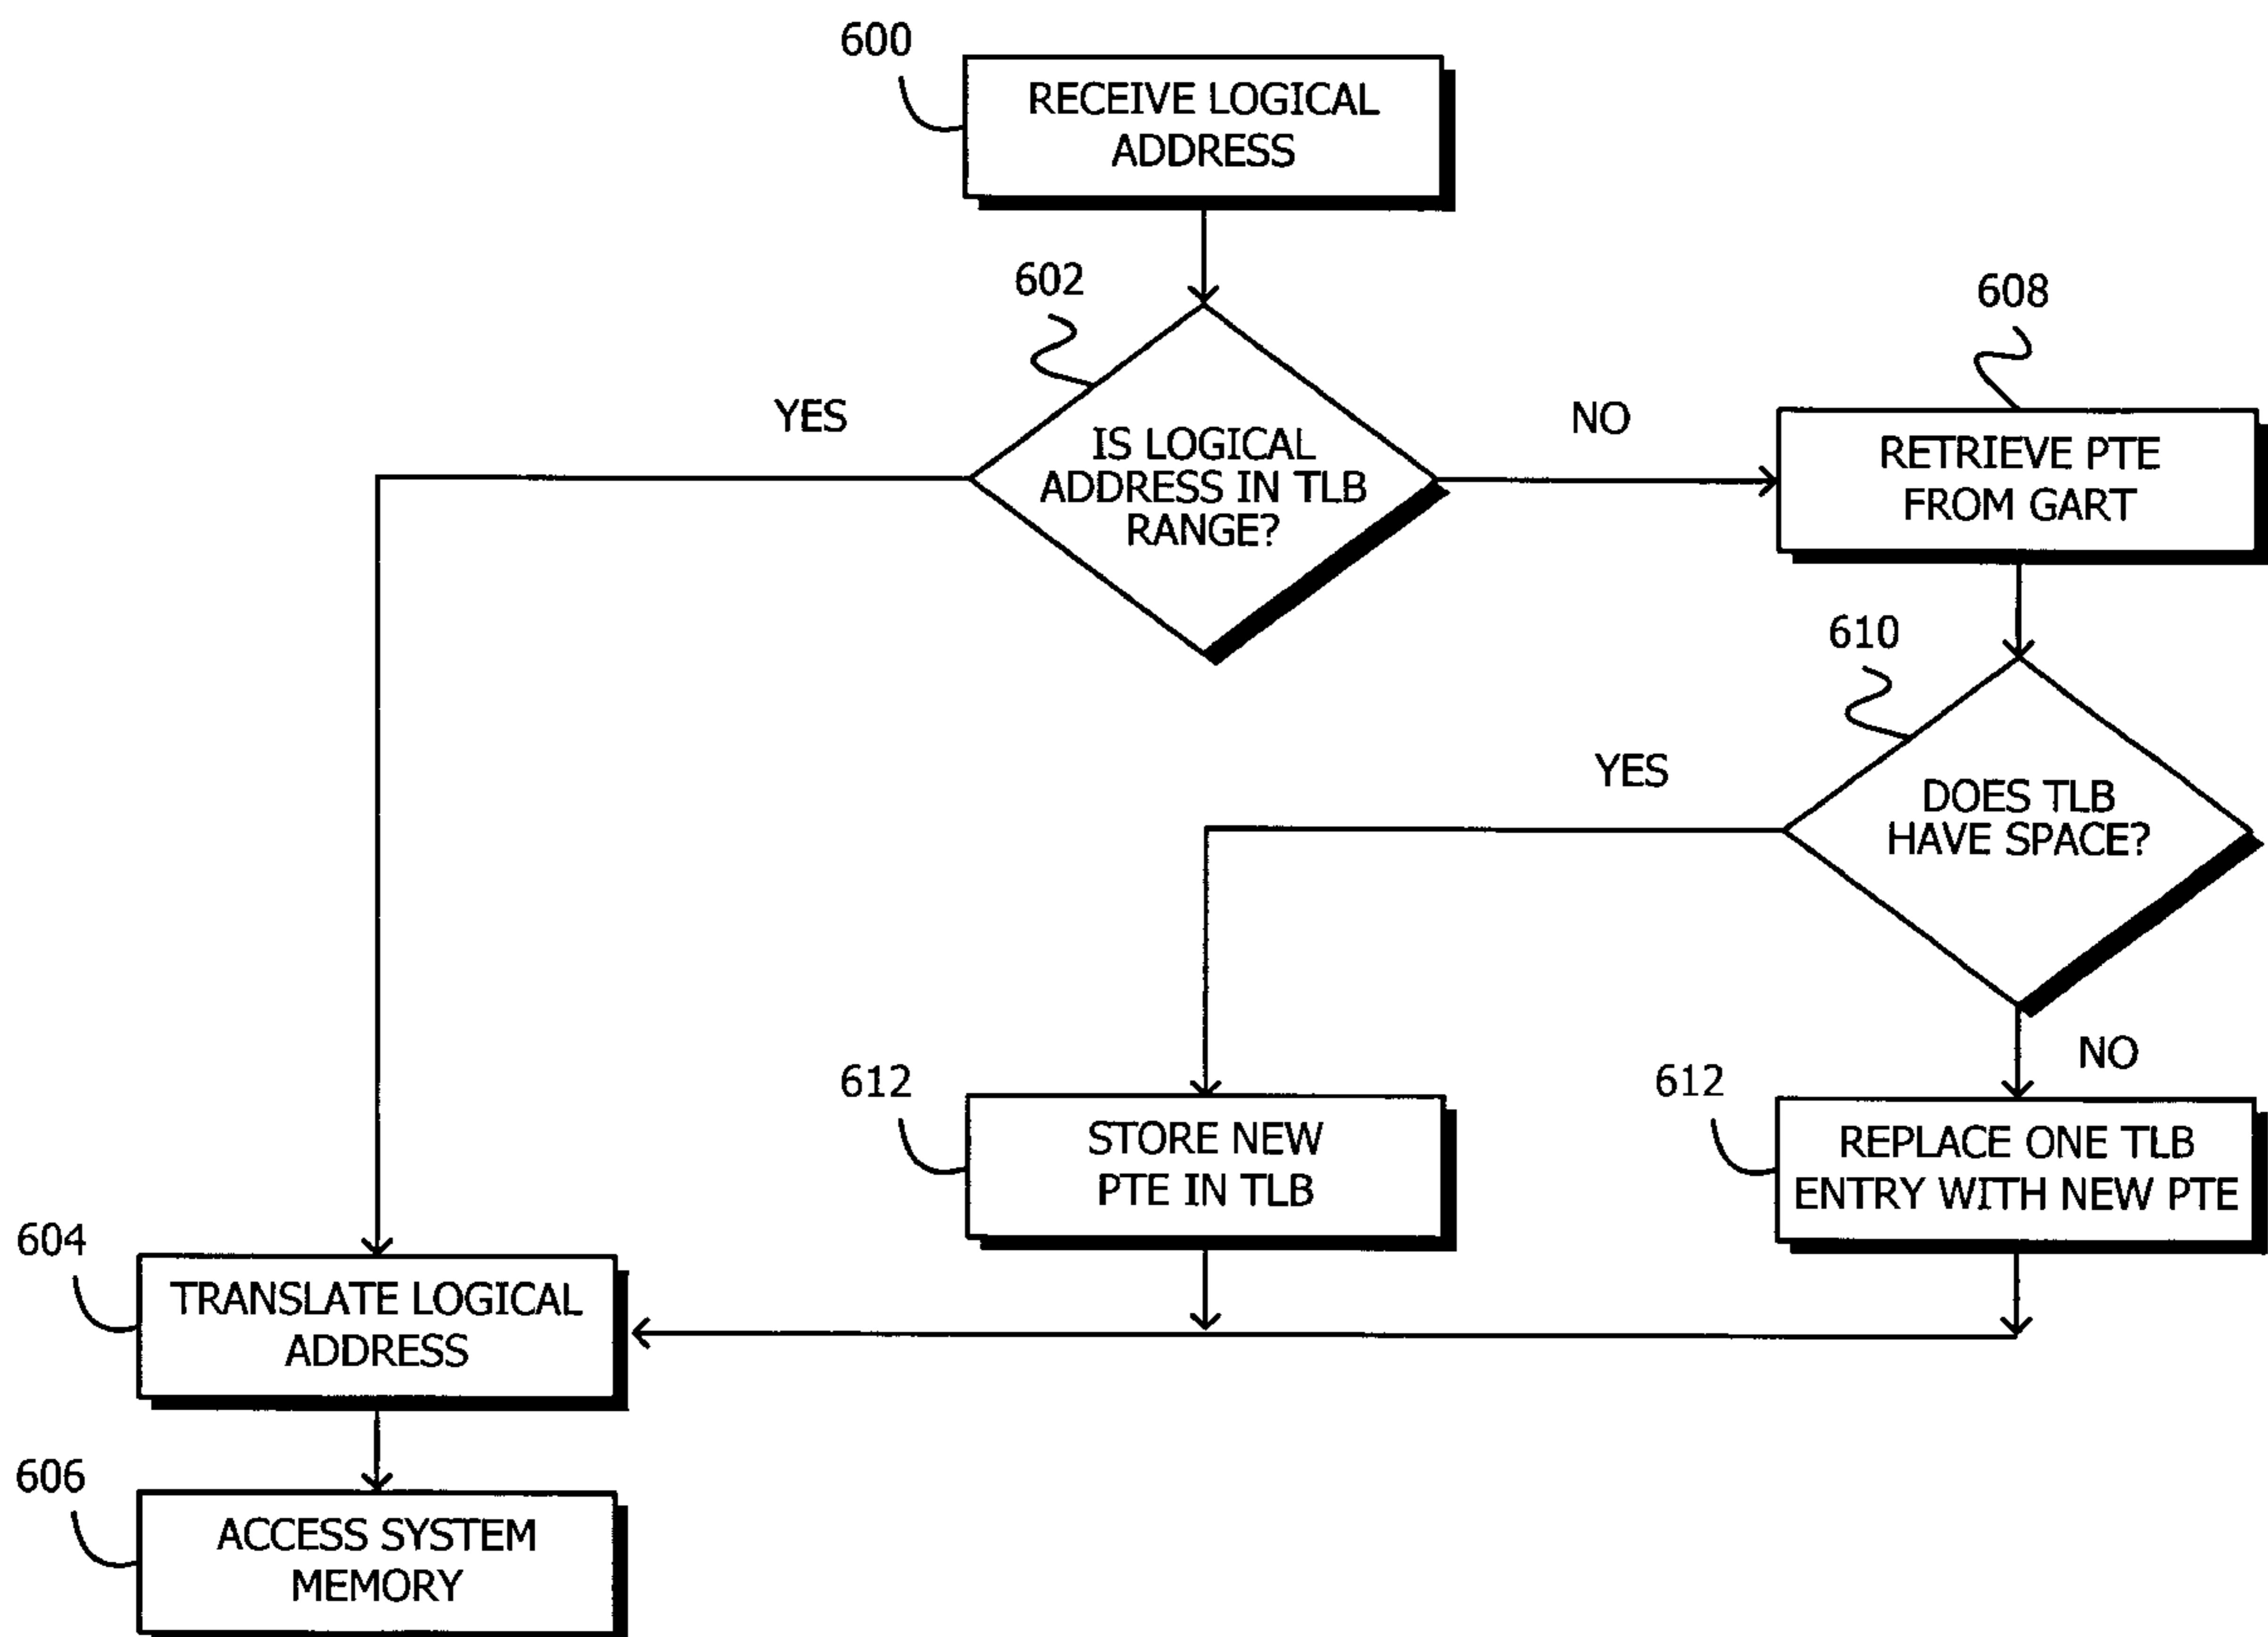 600
RECEIVE LOGICAL
ADDRESS
602
YES
IS LOGICAL
ADDRESS IN TLB
RANGE?
NO
608
RETRIEVE PTE
FROM GART
610
YES
DOES TLB
HAVE SPACE?
NO
612
STORE NEW
PTE IN TLB
612
REPLACE ONE TLB
ENTRY WITH NEW PTE
604
TRANSLATE LOGICAL
ADDRESS
606
ACCESS SYSTEM
MEMORY